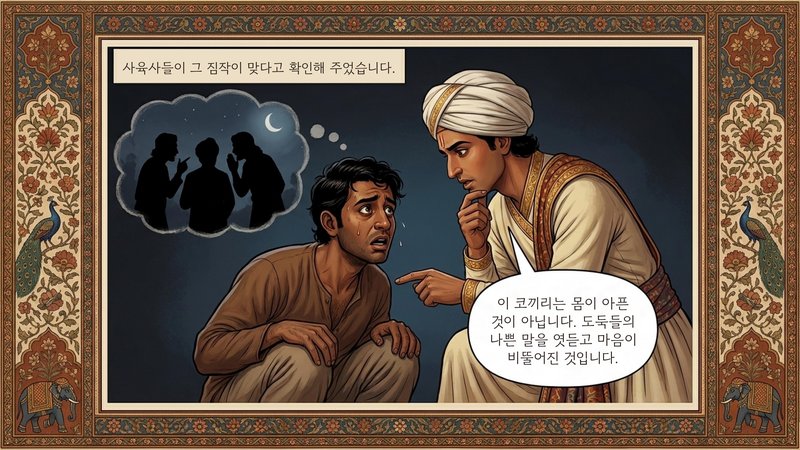 사육사들이 그 짐작이 맞다고 확인해 주었습니다.
이 코끼리는 몸이 아픈
것이 아닙니다. 도둑들의
나쁜 말을 엿듣고 마음이
비뚤어진 것입니다.